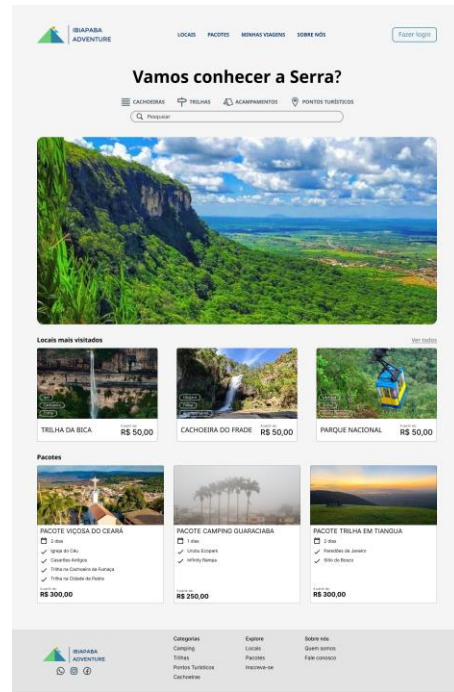 IBIAPABA
ADVENTURE
LOCAIS PACOTES MINHAS VIAGENS SOBRE NÓS
Fazer login
Vamos conhecer a Serra?
CACHOEIRAS TRILHAS ACAMPAMENTOS PONTOS TURÍSTICOS
Pesquisar
Locais mais visitados
Ver todos
TRILHA DA BICA
R$ 50,00
CACHOEIRA DO FRADE
R$ 50,00
PARQUE NACIONAL
R$ 50,00
Pacotes
PACOTE VIÇOSA DO CEARÁ
2 dias
Igreja do Céu
Casarões Antigos
Trilha na Cachoeira da Fumaça
Trilha na Cidade de Pedra
R$ 300,00
PACOTE CAMPING GUARACIABA
1 dias
Urubu Ecopark
Infinity Rampa
R$ 250,00
PACOTE TRILHA EM TIANGUA
2 dias
Paredões de Janeiro
Sítio do Bosco
R$ 300,00
IBIAPABA
ADVENTURE
Categorias
Camping
Trilhas
Pontos Turísticos
Cachoeiras
Explore
Locais
Pacotes
Inscreva-se
Sobre nós
Quem somos
Fale conosco